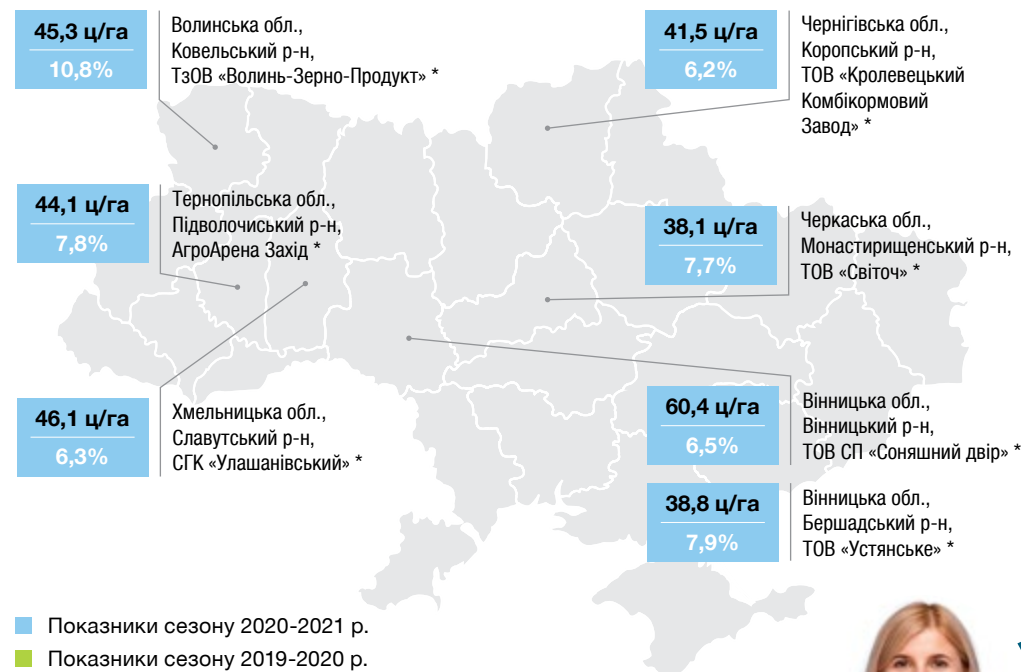 45,3 ц/га
10,8%
Волинська обл.,
Ковельський р-н,
ТзОВ «Волинь-Зерно-Продукт» *
41,5 ц/га
6,2%
Чернігівська обл.,
Коропський р-н,
ТОВ «Кролевецький
Комбікормовий
Завод» *
44,1 ц/га
7,8%
Тернопільська обл.,
Підволочиський р-н,
АгроАрена Захід *
38,1 ц/га
7,7%
Черкаська обл.,
Монастирищенський р-н,
ТОВ «Світоч» *
46,1 ц/га
6,3%
Хмельницька обл.,
Славутський р-н,
СГК «Улашанівський» *
60,4 ц/га
6,5%
Вінницька обл.,
Вінницький р-н,
ТОВ СП «Соняшний двір» *
38,8 ц/га
7,9%
Вінницька обл.,
Бершадський р-н,
ТОВ «Устянське» *
Показники сезону 2020-2021 р.
Показники сезону 2019-2020 р.